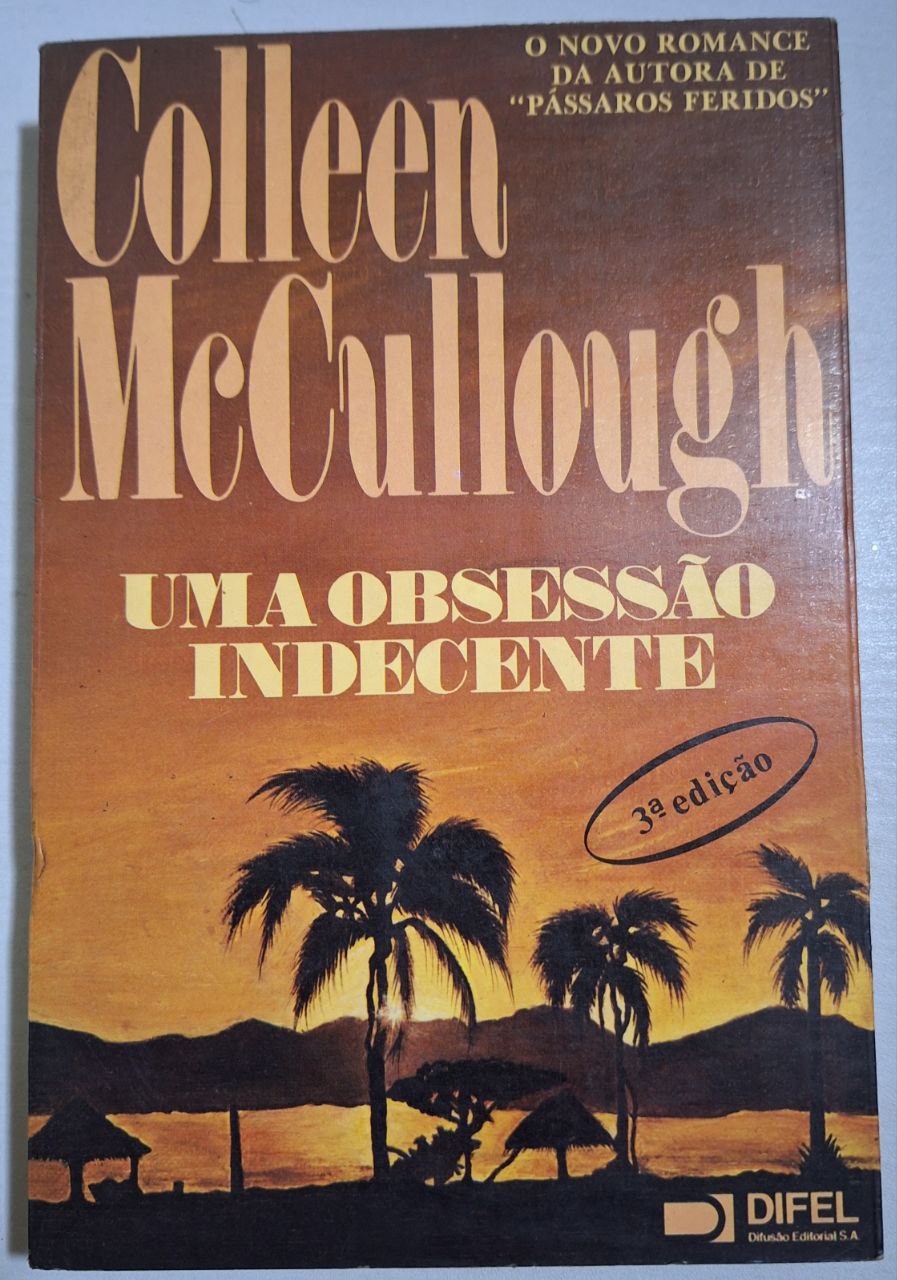 Colleen
McCullough
O NOVO ROMANCE
DA AUTORA DE
"PÁSSAROS FERIDOS"
UMA OBSESSÃO
INDECENTE
3ª edição
DIFEL
Difusão Editorial S.A.